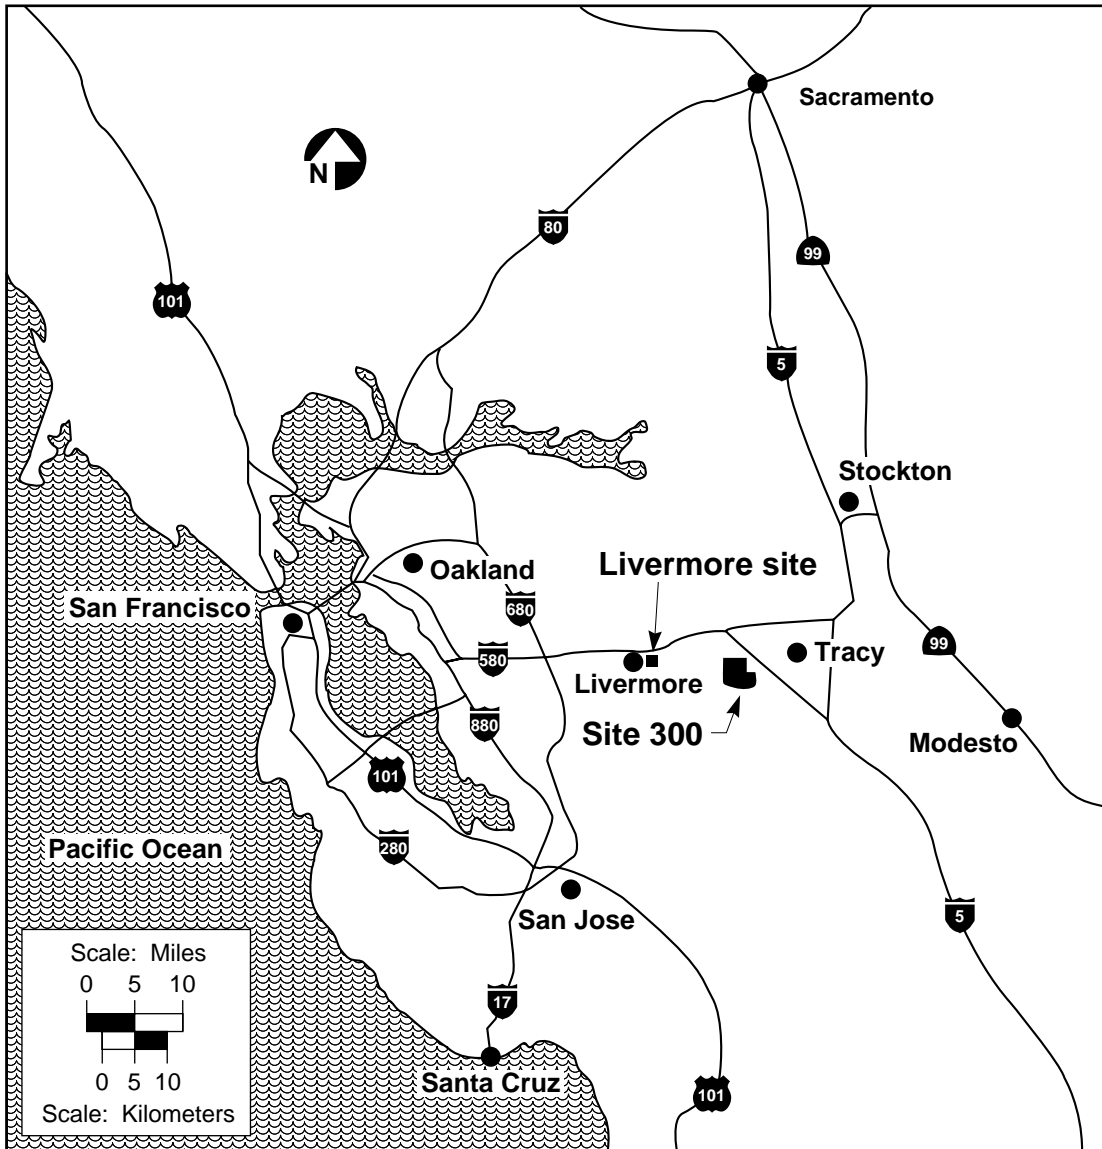 Sacramento
N
80
99
101
5
Stockton
Livermore site
Oakland
San Francisco
680
99
580
Tracy
Livermore
880
Site 300
Modesto
101
280
Pacific Ocean
San Jose
5
Scale: Miles
0 5 10
17
0 5 10
Santa Cruz
101
Scale: Kilometers